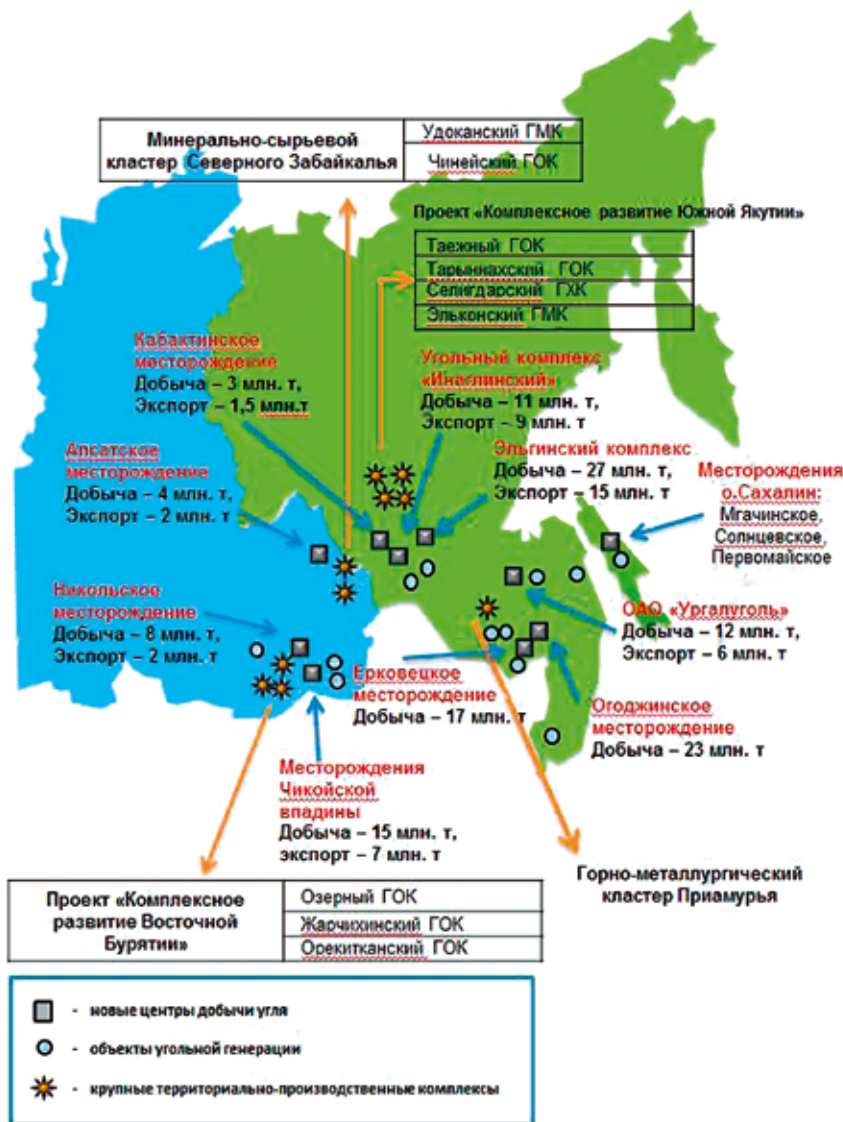 Минерально-сырьевой
кластер Северного Забайкалья
Удоканский ГМК
Чинейский ГОК
Проект «Комплексное развитие Южной Якутии»
Таежный ГОК
Тарыннахский ГОК
Селигдарский ГХК
Эльконский ГМК
Кабактинское
месторождение
Добыча – 3 млн. т,
Экспорт – 1,5 млн.т
Угольный комплекс
«Инаглинский»
Добыча – 11 млн. т,
Экспорт – 9 млн. т
Апсатское
месторождение
Добыча – 4 млн. т,
Экспорт – 2 млн. т
Эльгинский комплекс
Добыча – 27 млн. т,
Экспорт – 15 млн. т
Месторождения
о.Сахалин:
Мгачинское,
Солнцевское,
Первомайское
Никольское
месторождение
Добыча – 8 млн. т,
Экспорт – 2 млн. т
ОАО «Ургалуголь»
Добыча – 12 млн. т,
Экспорт – 6 млн. т
Ерковецкое
месторождение
Добыча – 17 млн. т
Огоджинское
месторождение
Добыча – 23 млн. т
Месторождения
Чикойской
впадины
Добыча – 15 млн. т,
экспорт – 7 млн. т
Горно-металлургический
кластер Приамурья
Проект «Комплексное
развитие Восточной
Бурятии»
Озерный ГОК
Жарчихинский ГОК
Орекитканский ГОК
- новые центры добычи угля
- объекты угольной генерации
- крупные территориально-производственные комплексы